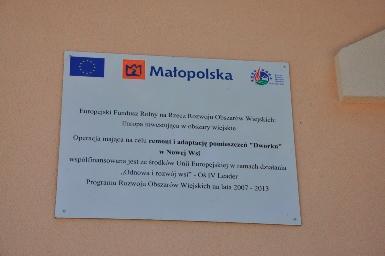 Małopolska
Europejski Fundusz Rolny na Rzecz Rozwoju Obszarów Wiejskich:
Europa inwestująca w obszary wiejskie
Operacja mająca na celu remont i adaptację pomieszczeń "Dworku"
w Nowej Wsi
współfinansowana jest ze środków Unii Europejskiej w ramach działania
„Odnowa i rozwój wsi" - Oś IV Leader
Programu Rozwoju Obszarów Wiejskich na lata 2007 - 2013